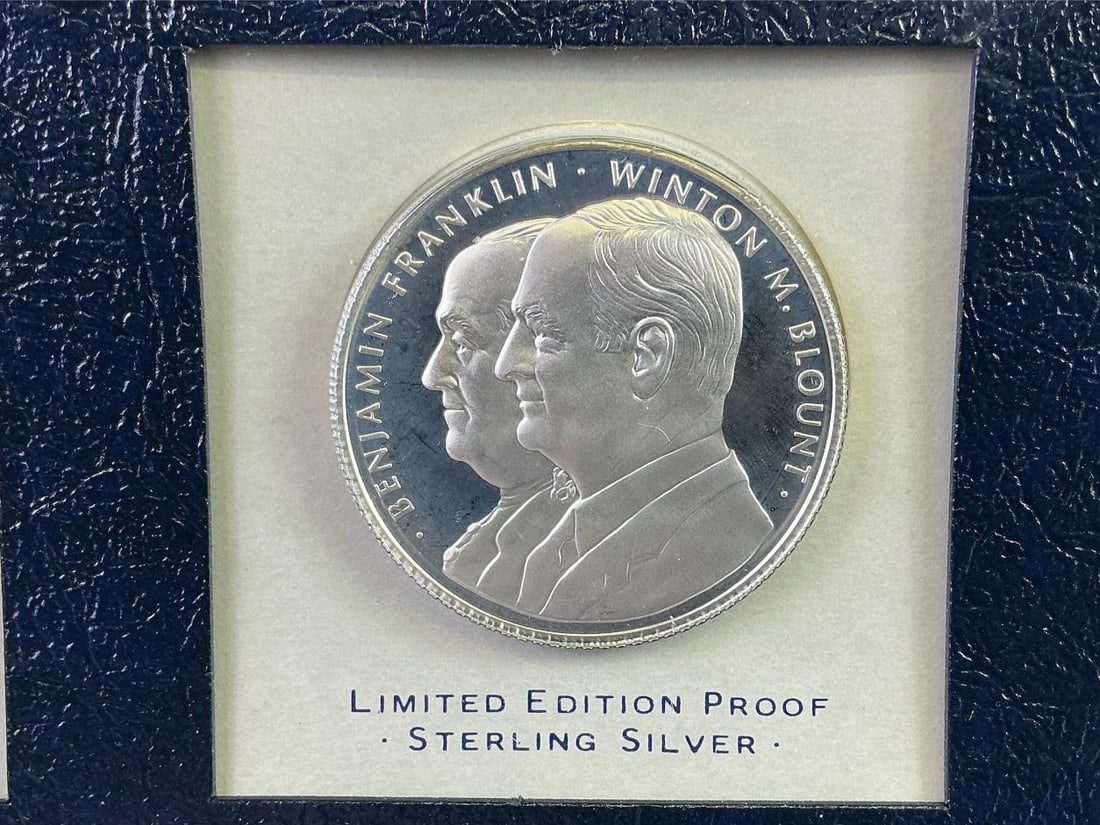 · BENJAMIN FRANKLIN · WINTON M. BLOUNT ·
LIMITED EDITION PROOF
· STERLING SILVER ·